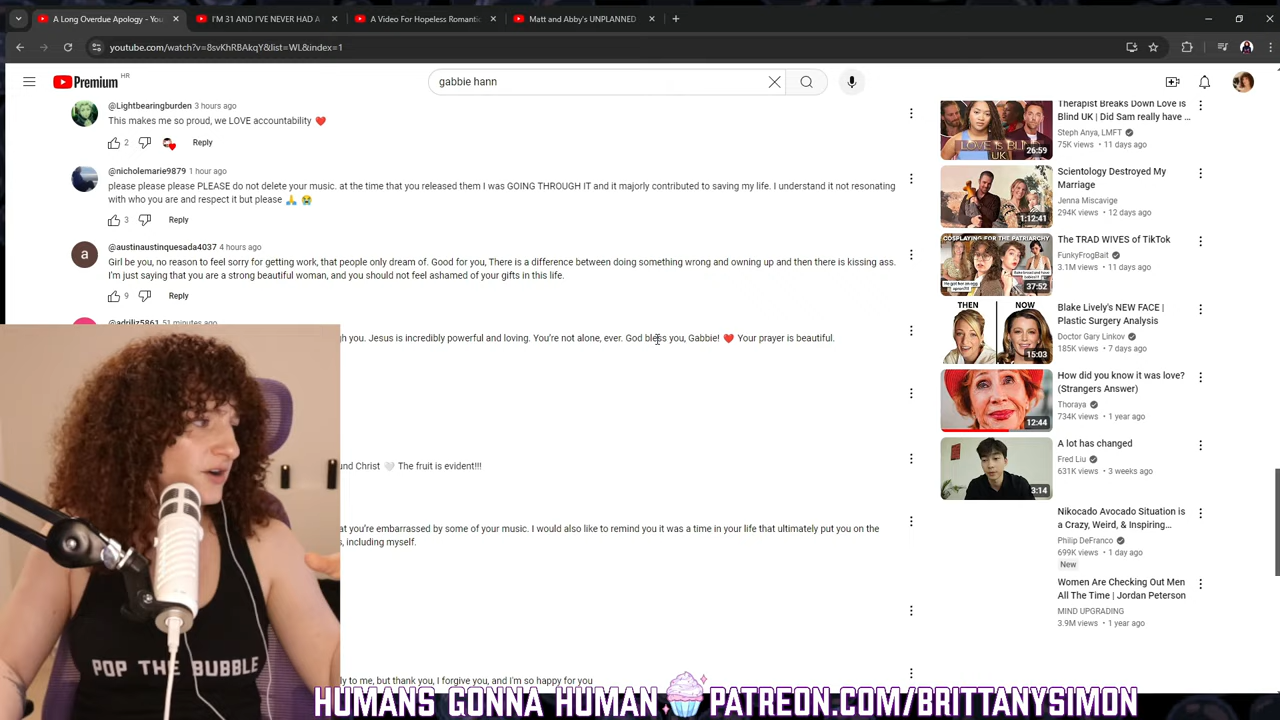 A Long Overdue Apology - You
I'M 31 AND I'VE NEVER HAD A
A Video For Hopeless Romantic
Matt and Abby's UNPLANNED
youtube.com/watch?v=8svKhRBAkqY&list=WL&index=1
Premium HR
gabbie hann
@Lightbearingburden 3 hours ago
This makes me so proud, we LOVE accountability ❤️
2 Reply
@nicholemarie9879 1 hour ago
please please please PLEASE do not delete your music. at the time that you released them I was GOING THROUGH IT and it majorly contributed to saving my life. I understand it not resonating
with who you are and respect it but please 🙏 😭
3 Reply
a
@austinaustinquesada4037 4 hours ago
Girl be you, no reason to feel sorry for getting work, that people only dream of. Good for you, There is a difference between doing something wrong and owning up and then there is kissing ass.
I'm just saying that you are a strong beautiful woman, and you should not feel ashamed of your gifts in this life.
9 Reply
@adriliz5861 51 minutes ago
gh you. Jesus is incredibly powerful and loving. You're not alone, ever. God bless you, Gabbie! ❤️ Your prayer is beautiful.
und Christ 🤍 The fruit is evident!!!
at you're embarrassed by some of your music. I would also like to remind you it was a time in your life that ultimately put you on the
s, including myself.
ly to me, but thank you, I forgive you, and I'm so happy for you
LOVE IS BLIND
UK
26:59
Therapist Breaks Down Love is
Blind UK | Did Sam really have ...
Steph Anya, LMFT
75K views • 11 days ago
1:12:41
Scientology Destroyed My
Marriage
Jenna Miscavige
294K views • 12 days ago
COSPLAYING FOR THE PATRIARCHY
37:52
The TRAD WIVES of TikTok
FunkyFrogBait
3.1M views • 11 days ago
THEN NOW
15:03
Blake Lively's NEW FACE |
Plastic Surgery Analysis
Doctor Gary Linkov
185K views • 7 days ago
12:44
How did you know it was love?
(Strangers Answer)
Thoraya
734K views • 1 year ago
3:14
A lot has changed
Fred Liu
631K views • 3 weeks ago
Nikocado Avocado Situation is
a Crazy, Weird, & Inspiring...
Philip DeFranco
699K views • 1 day ago
New
Women Are Checking Out Men
All The Time | Jordan Peterson
MIND UPGRADING
3.9M views • 1 year ago
POP THE BUBBLE
HUMANS GONNA HUMAN PATREON.COM/BRITTANYSIMON